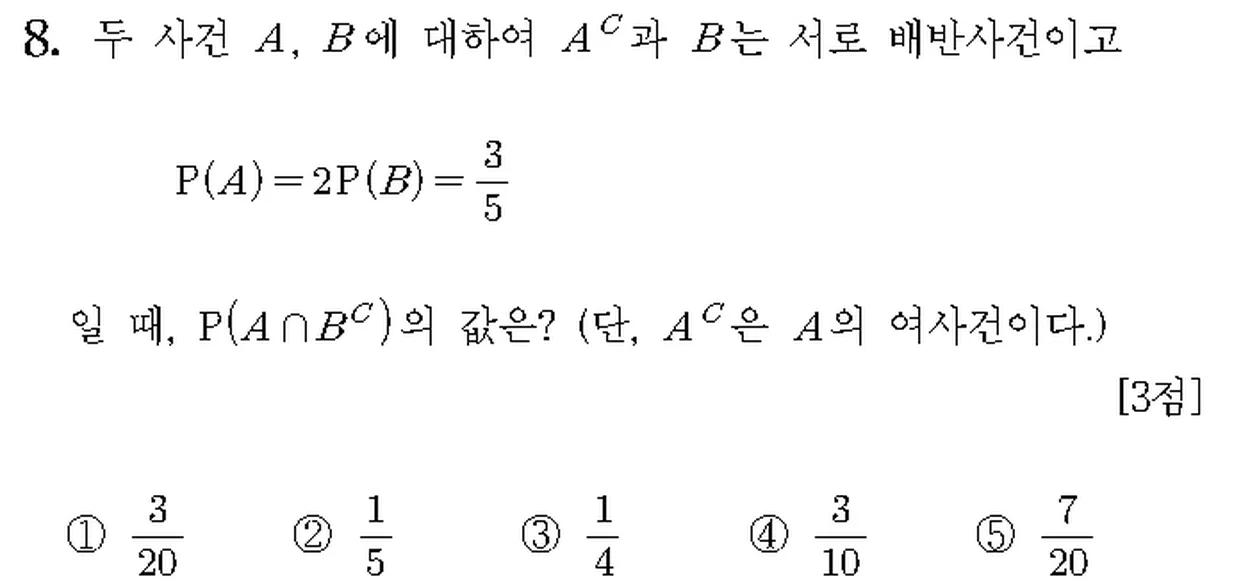 8. 두 사건 A, B에 대하여 A^C과 B는 서로 배반사건이고
P(A)=2P(B)=3/5
일 때, P(A∩B^C)의 값은? (단, A^C은 A의 여사건이다.)
[3점]
① 3/20 ② 1/5 ③ 1/4 ④ 3/10 ⑤ 7/20